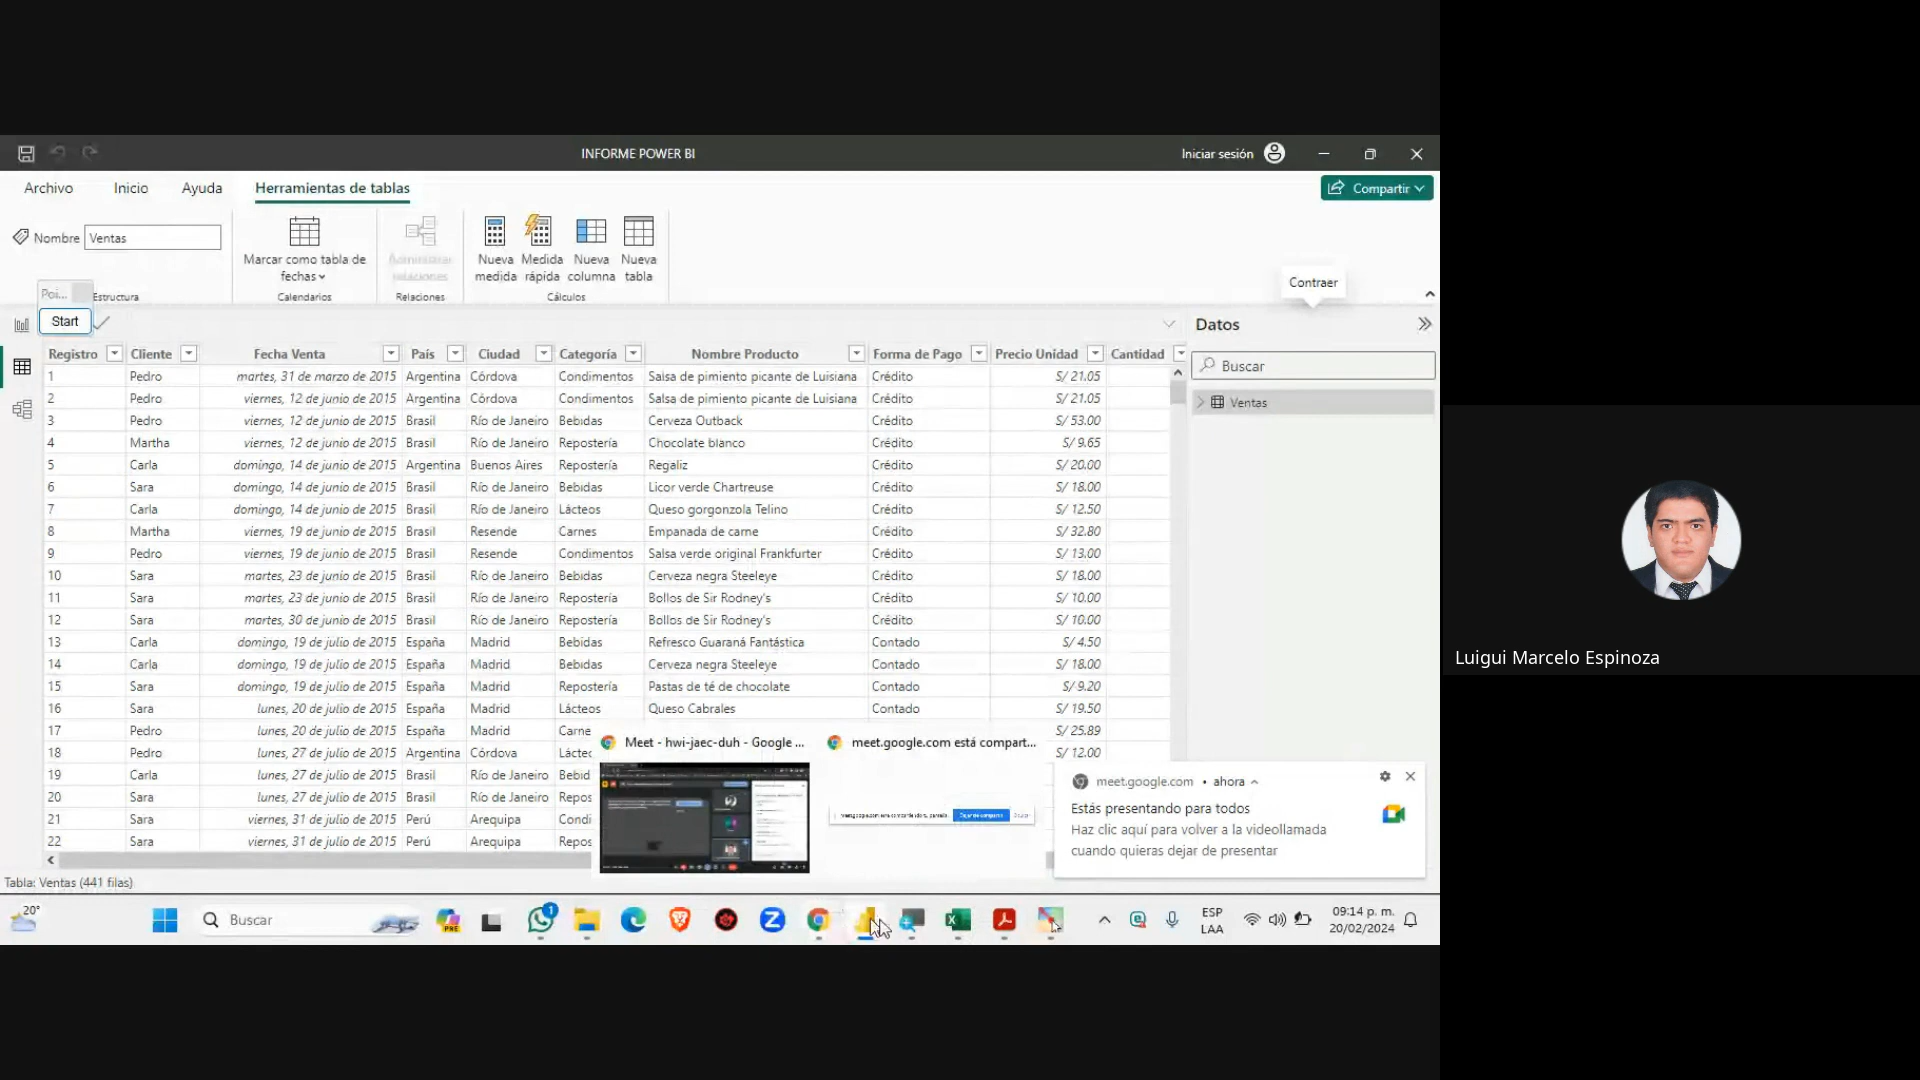 INFORME POWER BI
Iniciar sesión
Archivo Inicio Ayuda Herramientas de tablas
Compartir
Nombre Ventas
Marcar como tabla de fechas
Administrar relaciones
Nueva medida
Medida rápida
Nueva columna
Nueva tabla
Contraer
Poi... Estructura Calendarios Relaciones Cálculos
Start
Datos
Registro Cliente Fecha Venta País Ciudad Categoría Nombre Producto Forma de Pago Precio Unidad Cantidad
Buscar
Ventas
1 Pedro martes, 31 de marzo de 2015 Argentina Córdova Condimentos Salsa de pimiento picante de Luisiana Crédito S/ 21.05
2 Pedro viernes, 12 de junio de 2015 Argentina Córdova Condimentos Salsa de pimiento picante de Luisiana Crédito S/ 21.05
3 Pedro viernes, 12 de junio de 2015 Brasil Río de Janeiro Bebidas Cerveza Outback Crédito S/ 53.00
4 Martha viernes, 12 de junio de 2015 Brasil Río de Janeiro Repostería Chocolate blanco Crédito S/ 9.65
5 Carla domingo, 14 de junio de 2015 Argentina Buenos Aires Repostería Regaliz Crédito S/ 20.00
6 Sara domingo, 14 de junio de 2015 Brasil Río de Janeiro Bebidas Licor verde Chartreuse Crédito S/ 18.00
7 Carla domingo, 14 de junio de 2015 Brasil Río de Janeiro Lácteos Queso gorgonzola Telino Crédito S/ 12.50
8 Martha viernes, 19 de junio de 2015 Brasil Resende Carnes Empanada de carne Crédito S/ 32.80
9 Pedro viernes, 19 de junio de 2015 Brasil Resende Condimentos Salsa verde original Frankfurter Crédito S/ 13.00
10 Sara martes, 23 de junio de 2015 Brasil Río de Janeiro Bebidas Cerveza negra Steeleye Crédito S/ 18.00
11 Sara martes, 23 de junio de 2015 Brasil Río de Janeiro Repostería Bollos de Sir Rodney's Crédito S/ 10.00
12 Sara martes, 30 de junio de 2015 Brasil Río de Janeiro Repostería Bollos de Sir Rodney's Crédito S/ 10.00
13 Carla domingo, 19 de julio de 2015 España Madrid Bebidas Refresco Guaraná Fantástica Contado S/ 4.50
14 Carla domingo, 19 de julio de 2015 España Madrid Bebidas Cerveza negra Steeleye Contado S/ 18.00
15 Sara domingo, 19 de julio de 2015 España Madrid Repostería Pastas de té de chocolate Contado S/ 9.20
16 Sara lunes, 20 de julio de 2015 España Madrid Lácteos Queso Cabrales Contado S/ 19.50
17 Pedro lunes, 20 de julio de 2015 España Madrid Carne S/ 25.89
18 Pedro lunes, 27 de julio de 2015 Argentina Córdova Lácteo S/ 12.00
19 Carla lunes, 27 de julio de 2015 Brasil Río de Janeiro Bebid
20 Sara lunes, 27 de julio de 2015 Brasil Río de Janeiro Repos
21 Sara viernes, 31 de julio de 2015 Perú Arequipa Condi
22 Sara viernes, 31 de julio de 2015 Perú Arequipa Repos
Meet - hwi-jaec-duh - Google ...
meet.google.com está compart...
meet.google.com • ahora
Estás presentando para todos
Haz clic aquí para volver a la videollamada
cuando quieras dejar de presentar
Tabla: Ventas (441 filas)
20°
Buscar
PRE
1
ESP
LAA
09:14 p. m.
20/02/2024
Luigui Marcelo Espinoza